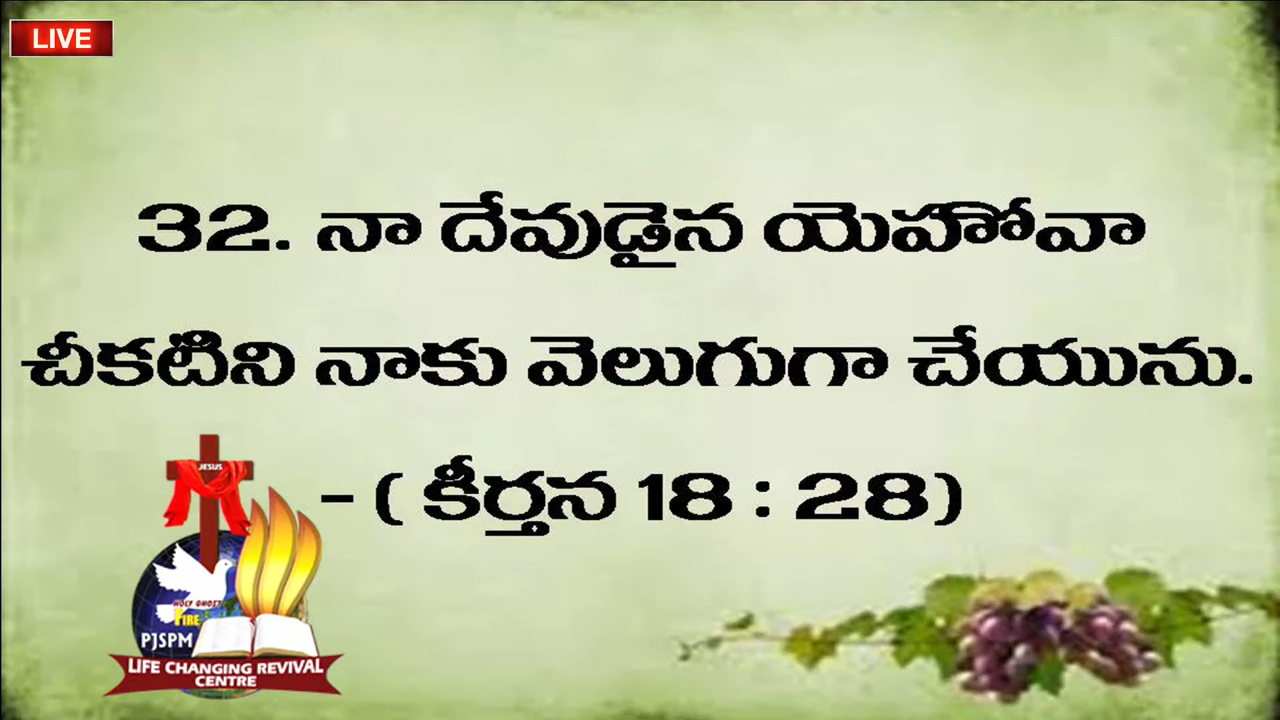 LIVE
32. నా దేవుడైన యెహోవా
చీకటిని నాకు వెలుగుగా చేయును.
- ( కీర్తన 18 : 28)
JESUS
HOLY GHOST
FIRE
PJSPM
LIFE CHANGING REVIVAL
CENTRE